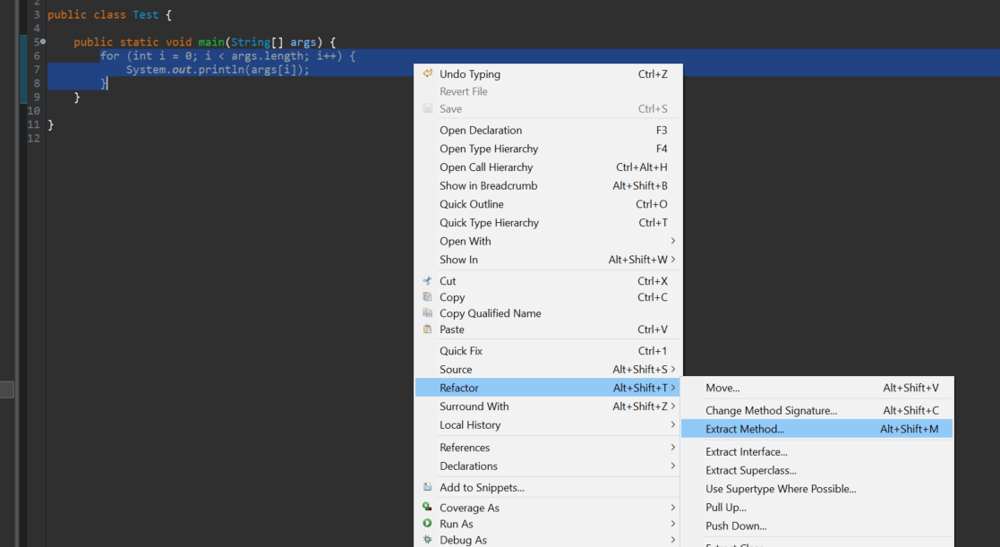 2
3 public class Test {
4
5 public static void main(String[] args) {
6 for (int i = 0; i < args.length; i++) {
7 System.out.println(args[i]);
8 }
9 }
10
11 }
12
Undo Typing Ctrl+Z
Revert File
Save Ctrl+S
Open Declaration F3
Open Type Hierarchy F4
Open Call Hierarchy Ctrl+Alt+H
Show in Breadcrumb Alt+Shift+B
Quick Outline Ctrl+O
Quick Type Hierarchy Ctrl+T
Open With >
Show In Alt+Shift+W >
Cut Ctrl+X
Copy Ctrl+C
Copy Qualified Name
Paste Ctrl+V
Quick Fix Ctrl+1
Source Alt+Shift+S >
Refactor Alt+Shift+T >
Surround With Alt+Shift+Z >
Local History >
References >
Declarations >
Add to Snippets...
Coverage As >
Run As >
Debug As >
Move... Alt+Shift+V
Change Method Signature... Alt+Shift+C
Extract Method... Alt+Shift+M
Extract Interface...
Extract Superclass...
Use Supertype Where Possible...
Pull Up...
Push Down...